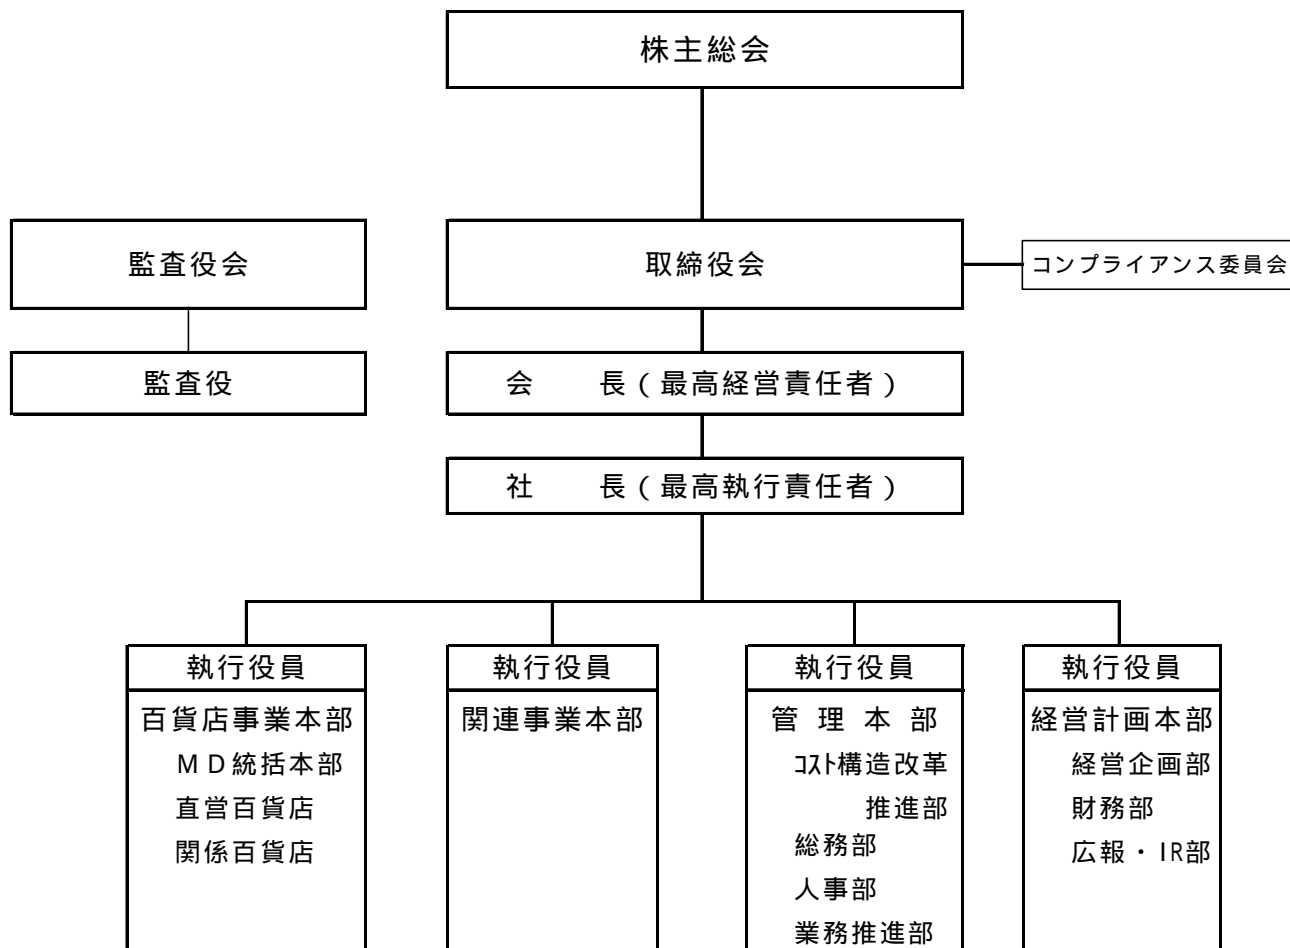 株主総会
監査役会
取締役会
コンプライアンス委員会
監査役
会　　長（最高経営責任者）
社　　長（最高執行責任者）
執行役員
百貨店事業本部
ＭＤ統括本部
直営百貨店
関係百貨店
執行役員
関連事業本部
執行役員
管 理 本 部
ｺｽﾄ構造改革
推進部
総務部
人事部
業務推進部
執行役員
経営計画本部
経営企画部
財務部
広報・IR部